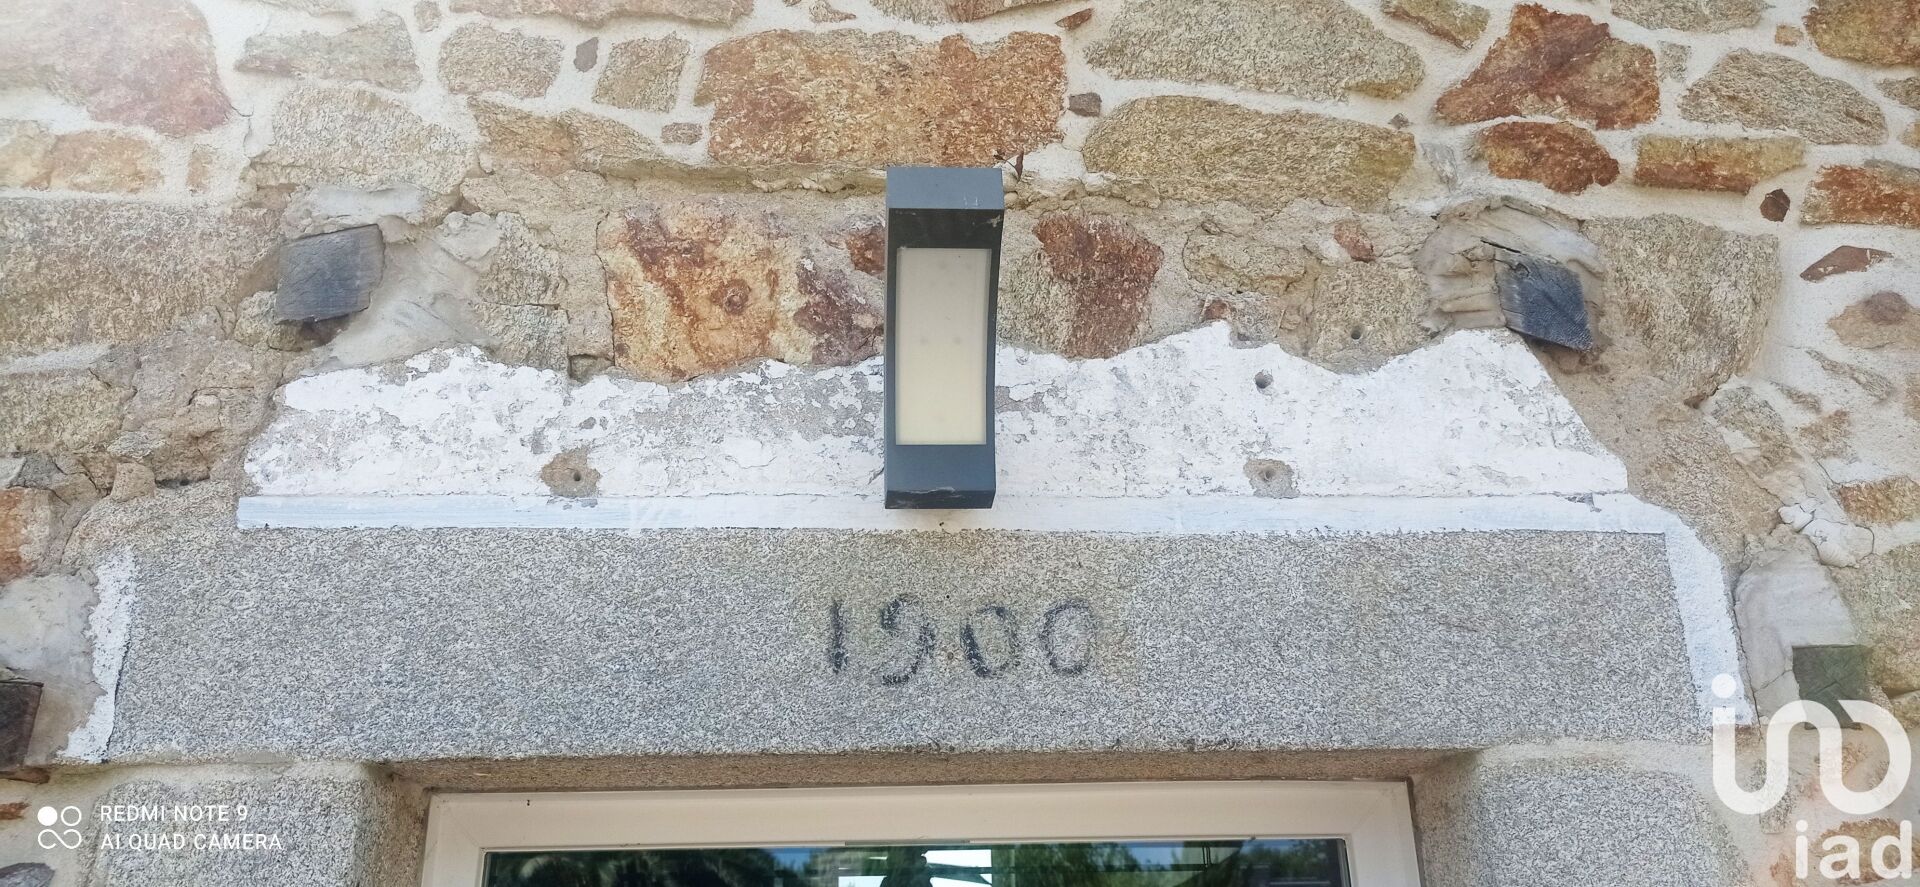 1900
REDMI NOTE 9
AI QUAD CAMERA
iad